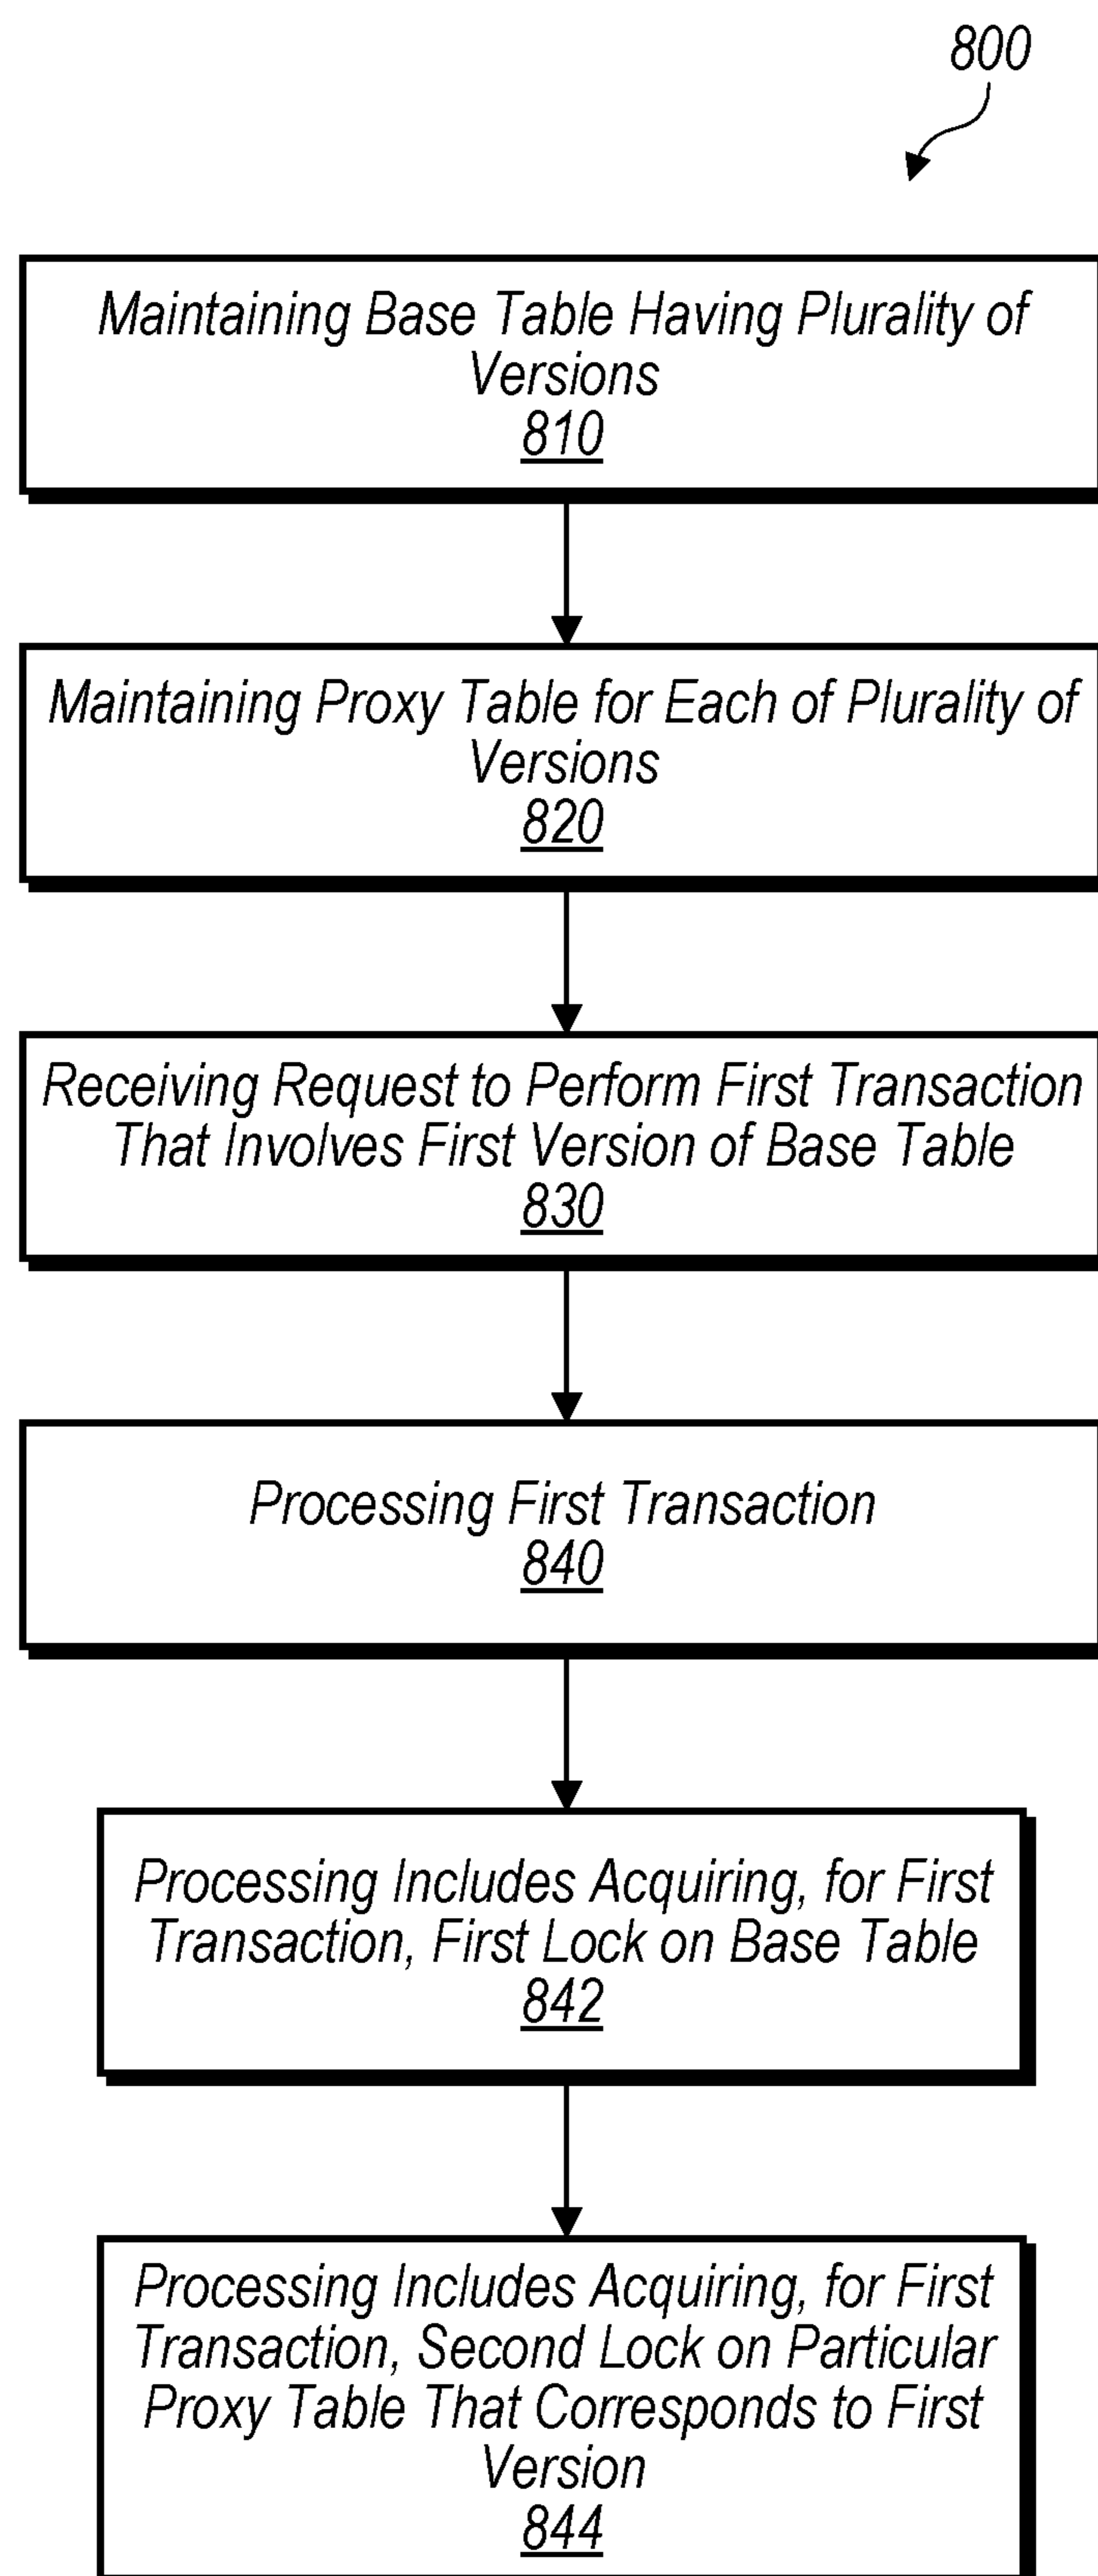 800
Maintaining Base Table Having Plurality of
Versions
810
Maintaining Proxy Table for Each of Plurality of
Versions
820
Receiving Request to Perform First Transaction
That Involves First Version of Base Table
830
Processing First Transaction
840
Processing Includes Acquiring, for First
Transaction, First Lock on Base Table
842
Processing Includes Acquiring, for First
Transaction, Second Lock on Particular
Proxy Table That Corresponds to First
Version
844